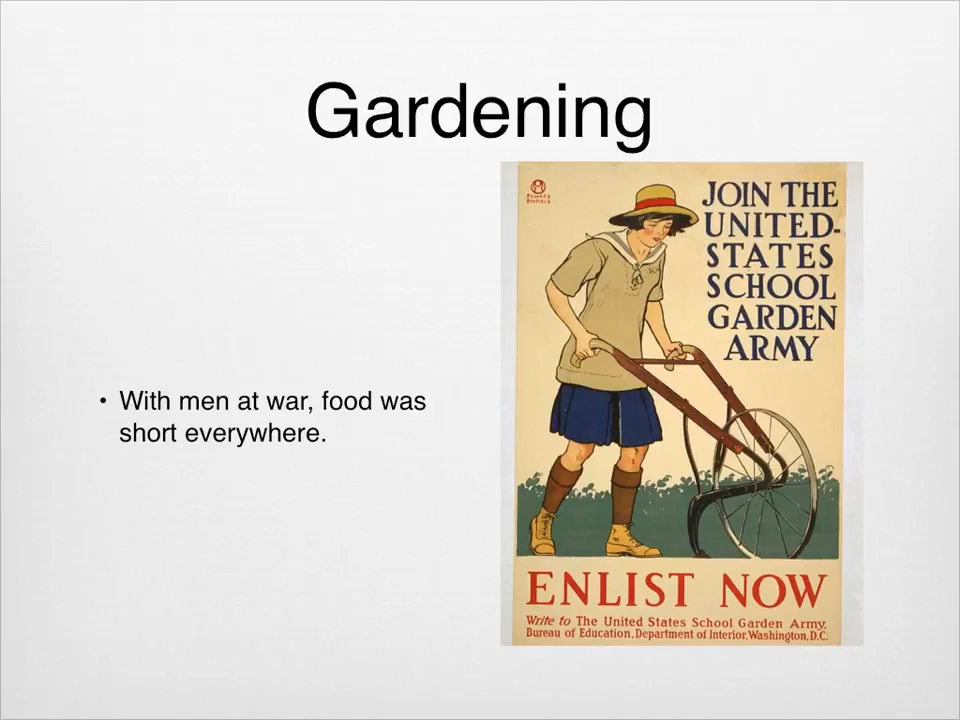 Gardening
• With men at war, food was
short everywhere.
JOIN THE
UNITED-
STATES
SCHOOL
GARDEN
ARMY
ENLIST NOW
Write to The United States School Garden Army,
Bureau of Education, Department of Interior, Washington, D.C.